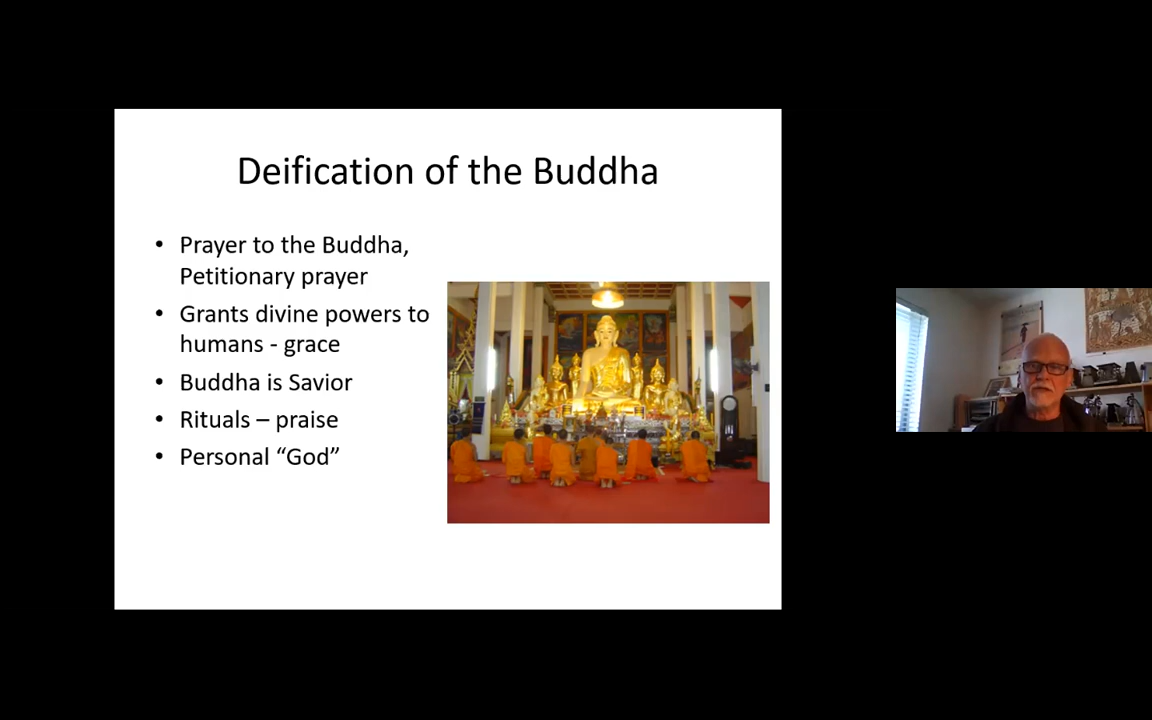 Deification of the Buddha
• Prayer to the Buddha,
Petitionary prayer
• Grants divine powers to
humans - grace
• Buddha is Savior
• Rituals – praise
• Personal “God”